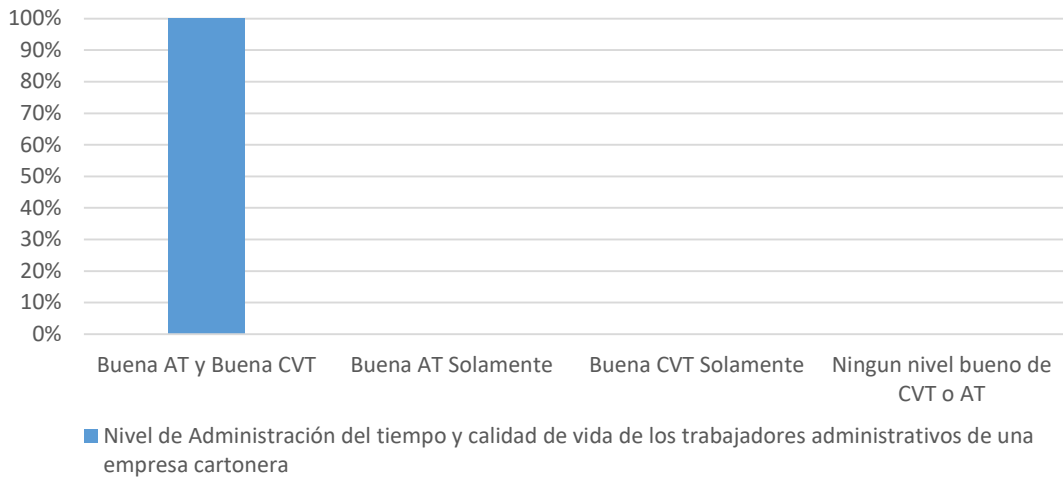 100%
90%
80%
70%
60%
50%
40%
30%
20%
10%
0%
Buena AT y Buena CVT
Buena AT Solamente
Buena CVT Solamente
Ningun nivel bueno de
CVT o AT
Nivel de Administración del tiempo y calidad de vida de los trabajadores administrativos de una
empresa cartonera